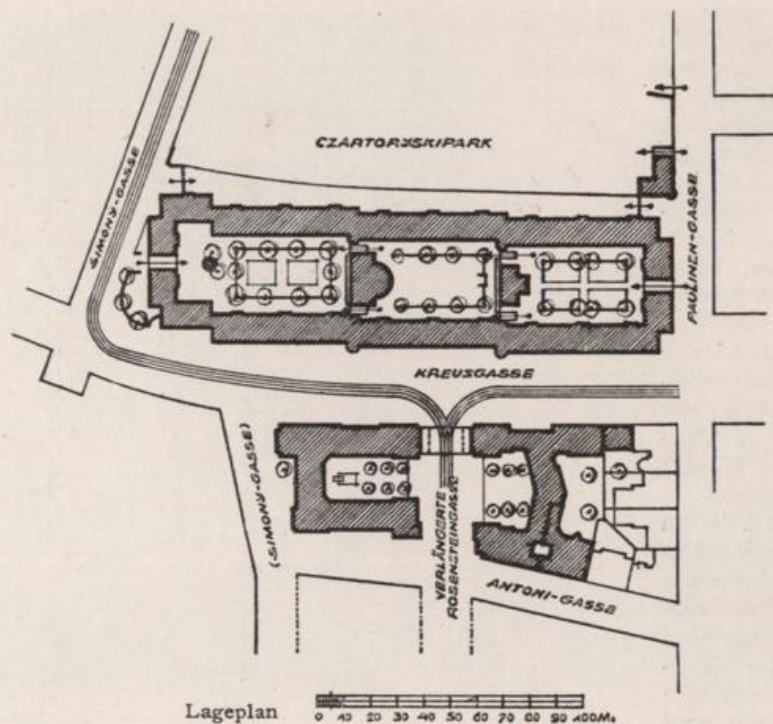 SIMONY-GASSE
CZARTORYSKIPARK
PAULINEN-GASSE
KREUSGASSE
(SIMONY-GASSE)
VERLÄNGERTE
ROSENSTEINGASSE
ANTONI-GASSE
Lageplan
0 10 20 30 40 50 60 70 80 90 100 M.